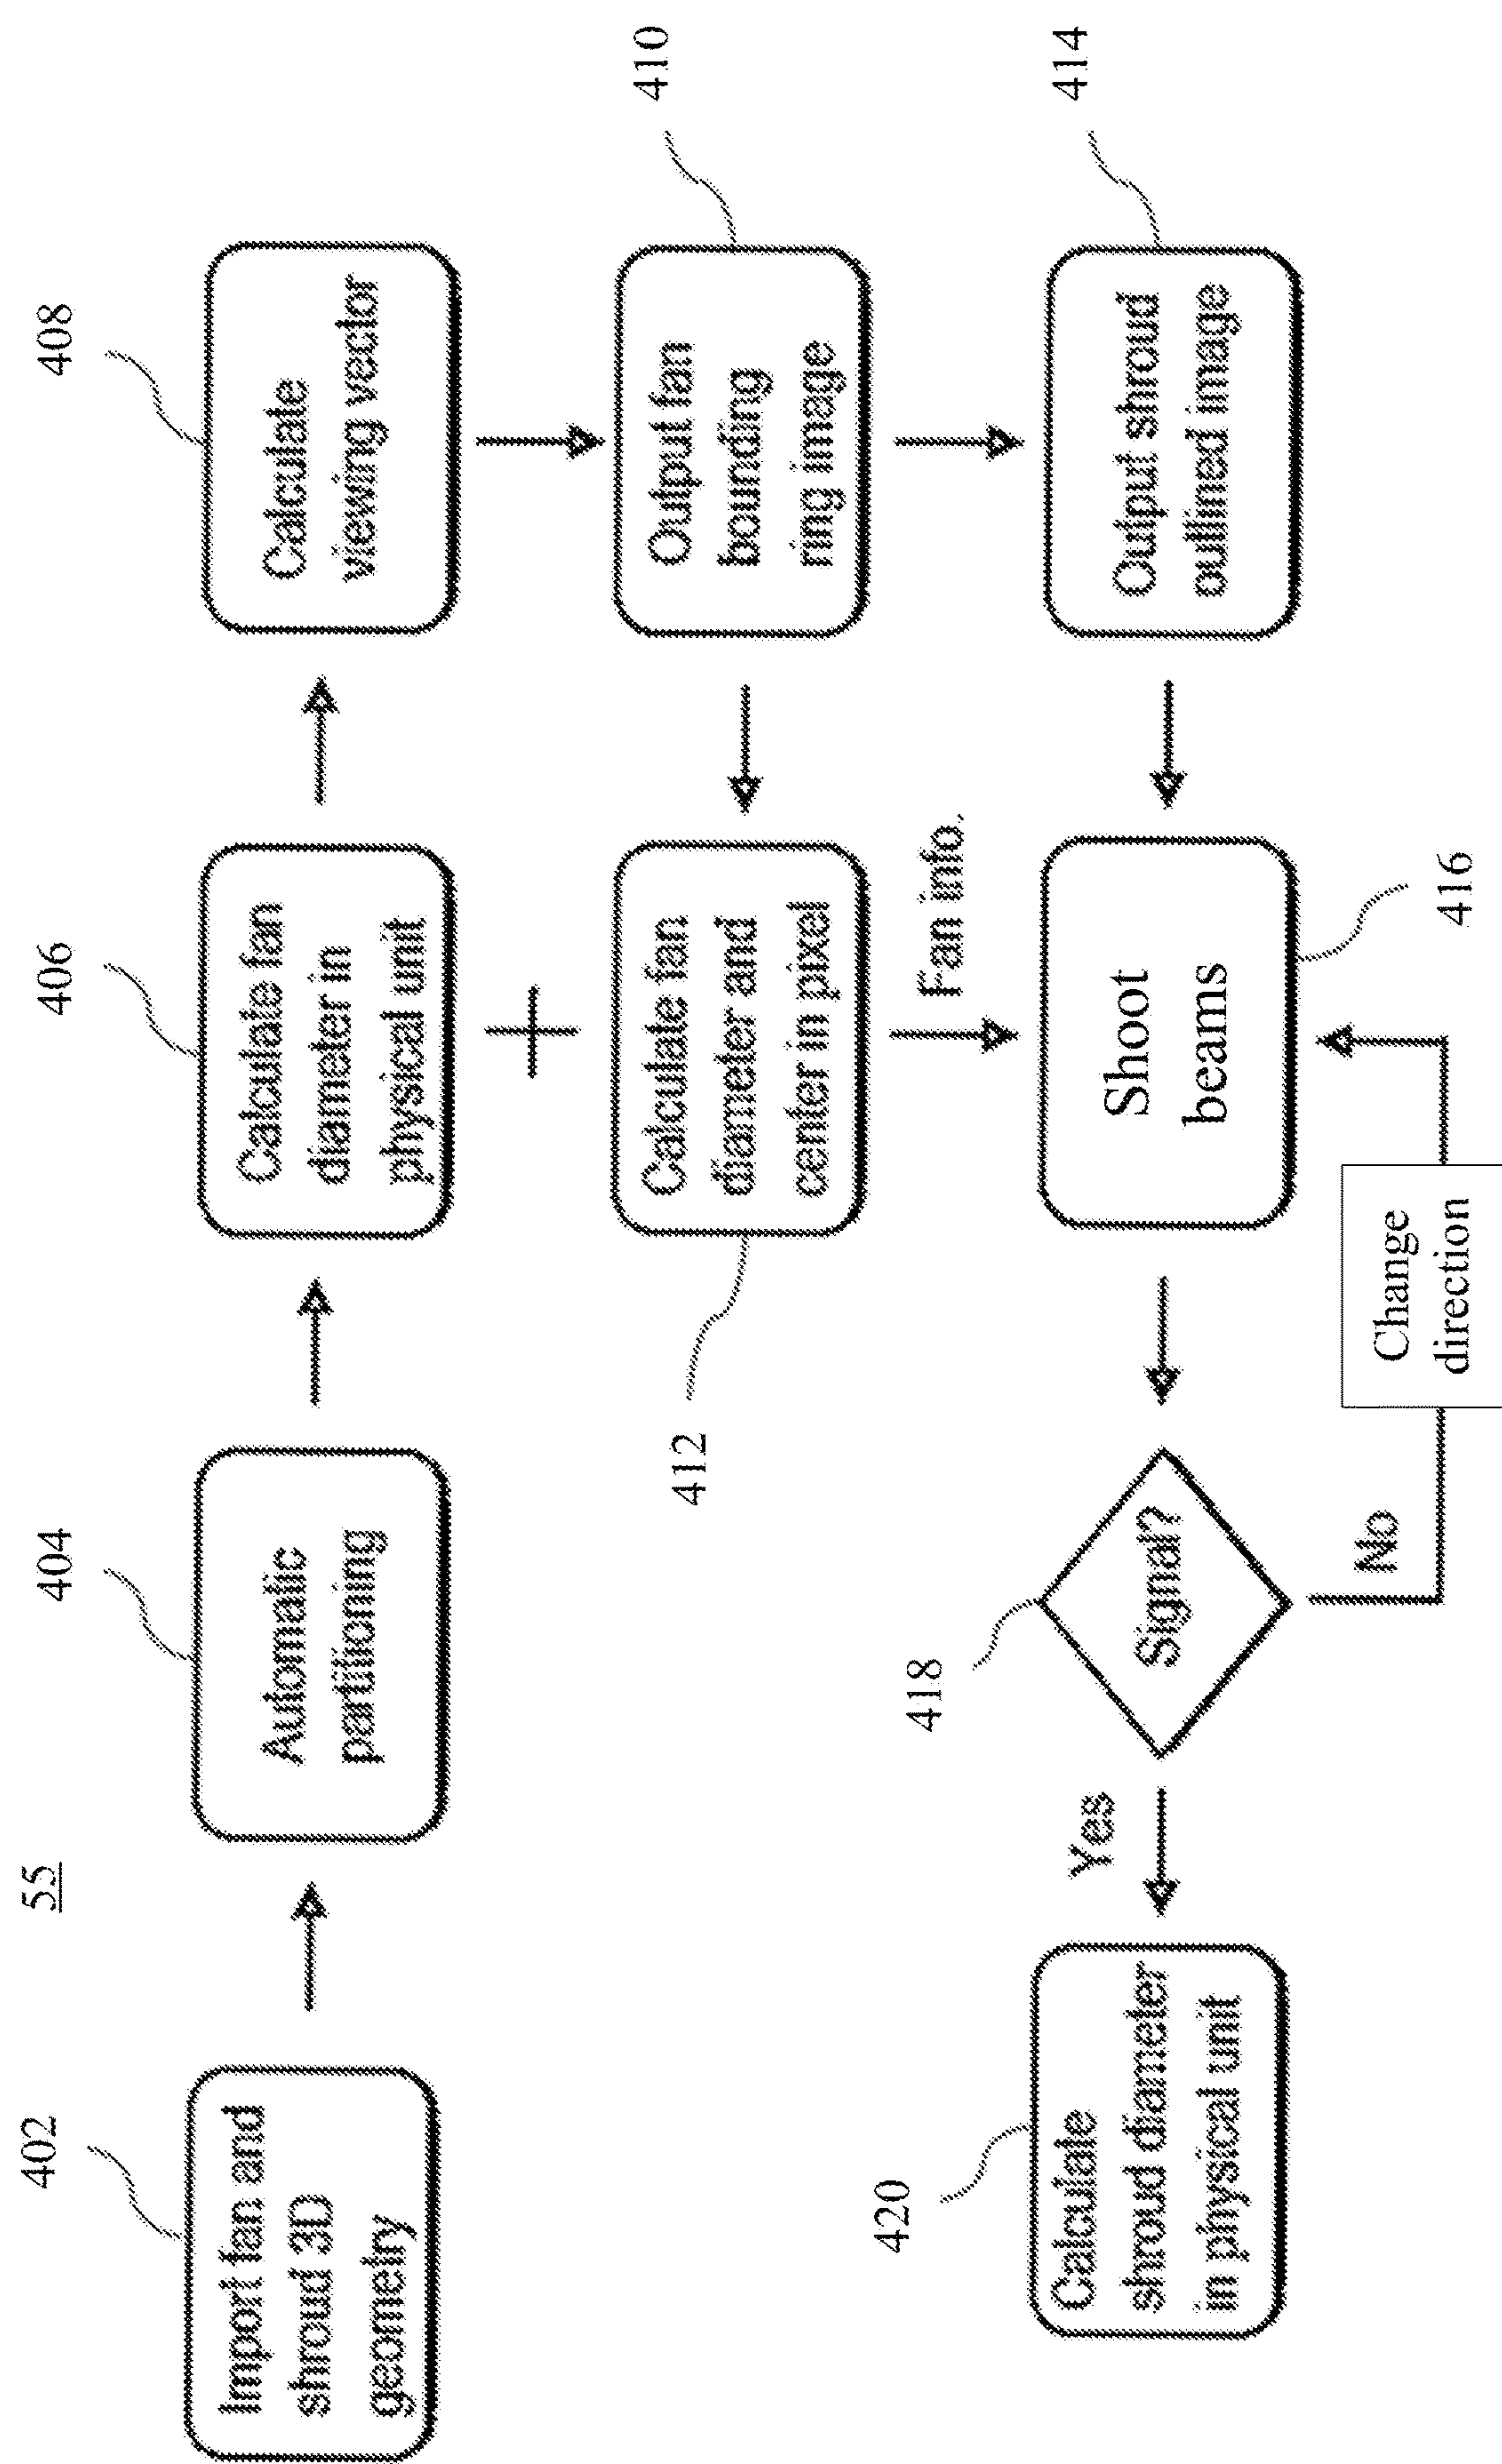 55
402
Import fan and
shroud 3D
geometry
404
Automatic
partitioning
406
Calculate fan
diameter in
physical unit
408
Calculate
viewing vector
412
Calculate fan
diameter and
center in pixel
410
Output fan
bounding
ring image
Fan info.
420
Calculate
shroud diameter
in physical unit
Yes
418
Signal?
No
Change
direction
Shoot
beams
416
414
Output shroud
outlined image